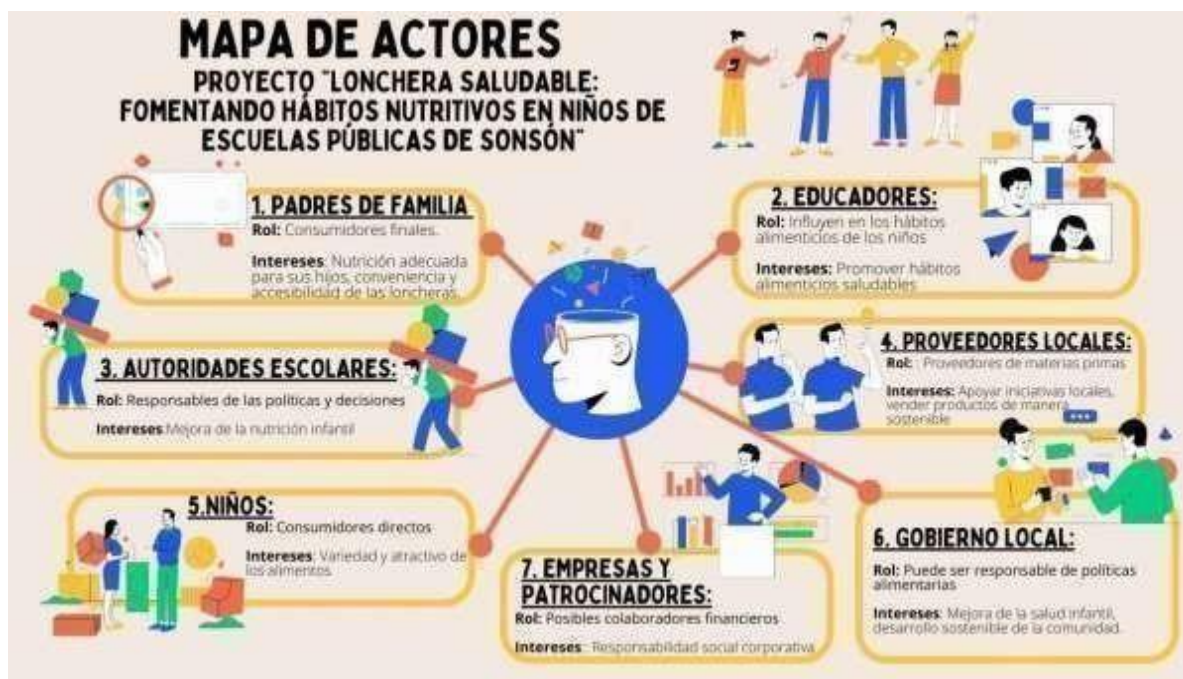 MAPA DE ACTORES
PROYECTO "LONCHERA SALUDABLE:
FOMENTANDO HÁBITOS NUTRITIVOS EN NIÑOS DE
ESCUELAS PÚBLICAS DE SONSÓN"
1. PADRES DE FAMILIA
Rol: Consumidores finales.
Intereses: Nutrición adecuada
para sus hijos, conveniencia y
accesibilidad de las loncheras.
2. EDUCADORES:
Rol: Influyen en los hábitos
alimenticios de los niños
Intereses: Promover hábitos
alimenticios saludables
3. AUTORIDADES ESCOLARES:
Rol: Responsables de las políticas y decisiones
Intereses Mejora de la nutrición infantil
4. PROVEEDORES LOCALES:
Rol: : Proveedores de materias primas
Intereses: Apoyar iniciativas locales,
vender productos de manera
sostenible
5.NIÑOS:
Rol: Consumidores directos
Intereses: Variedad y atractivo de
los alimentos
6. GOBIERNO LOCAL:
Rol: Puede ser responsable de políticas
alimentarias
Intereses: Mejora de la salud infantil,
desarrollo sostenible de la comunidad.
7. EMPRESAS Y
PATROCINADORES:
Rol: Posibles colaboradores financieros
Intereses : Responsabilidad social corporativa